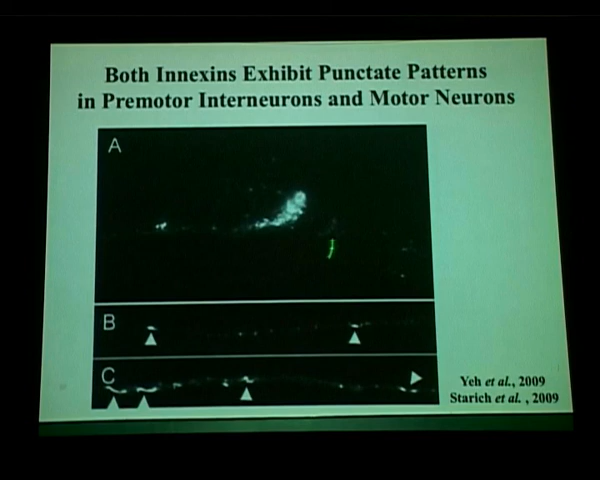 Both Innexins Exhibit Punctate Patterns
in Premotor Interneurons and Motor Neurons
A
B
C
Yeh et al., 2009
Starich et al. , 2009